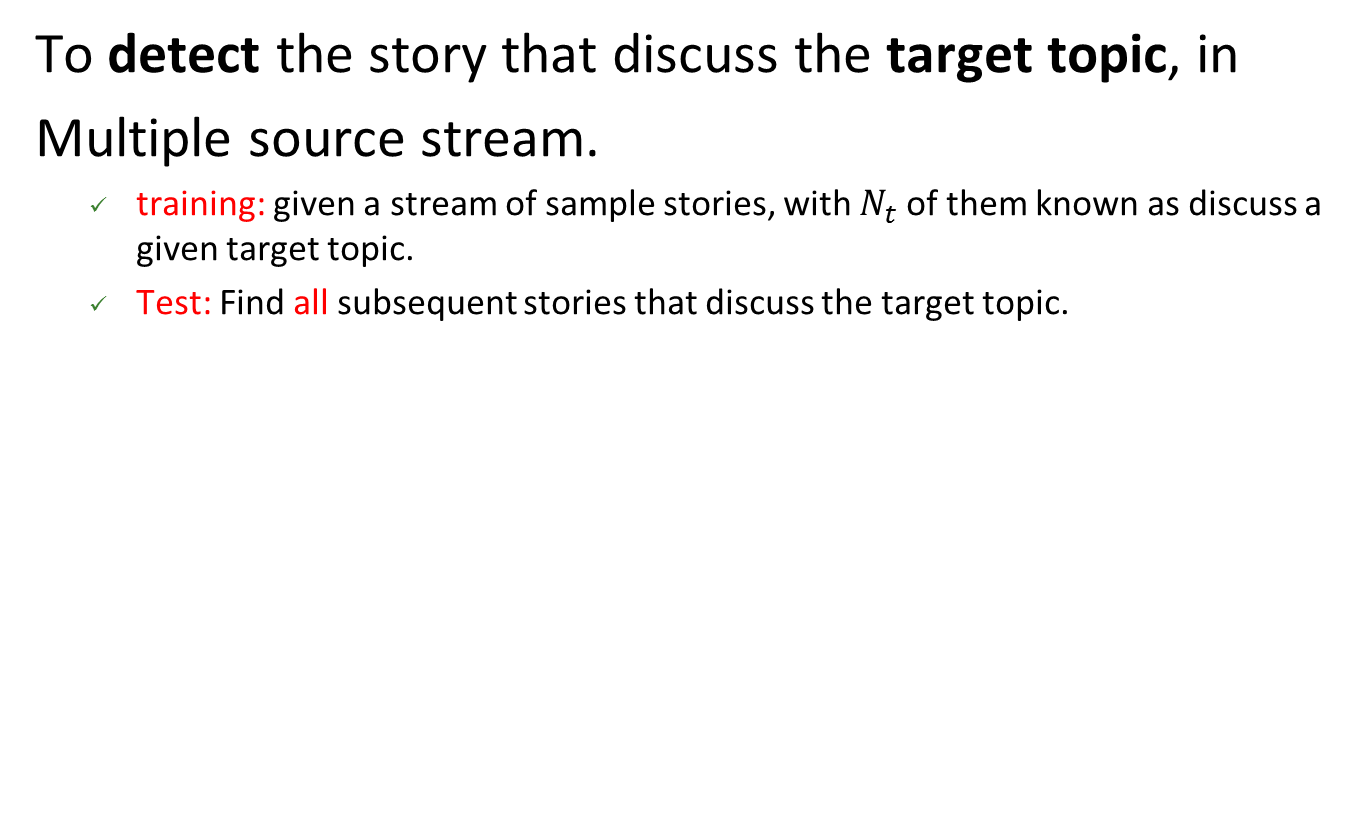 To detect the story that discuss the target topic, in
Multiple source stream.
✓ training: given a stream of sample stories, with N_t of them known as discuss a
given target topic.
✓ Test: Find all subsequent stories that discuss the target topic.